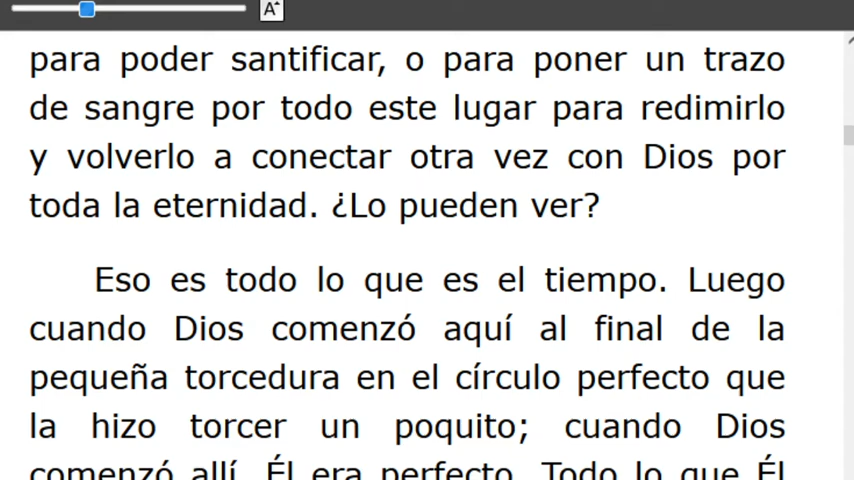 A
para poder santificar, o para poner un trazo
de sangre por todo este lugar para redimirlo
y volverlo a conectar otra vez con Dios por
toda la eternidad. ¿Lo pueden ver?
Eso es todo lo que es el tiempo. Luego
cuando Dios comenzó aquí al final de la
pequeña torcedura en el círculo perfecto que
la hizo torcer un poquito; cuando Dios
comenzó allí, Él era perfecto. Todo lo que Él